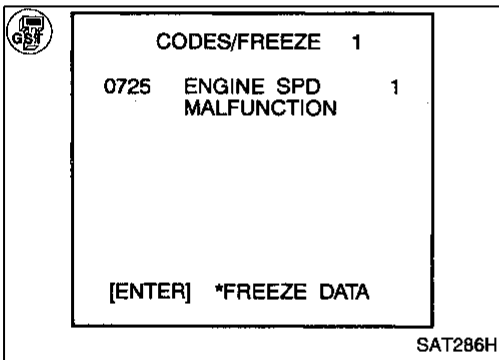 GST
CODES/FREEZE 1
0725 ENGINE SPD 1
MALFUNCTION
[ENTER] *FREEZE DATA
SAT286H